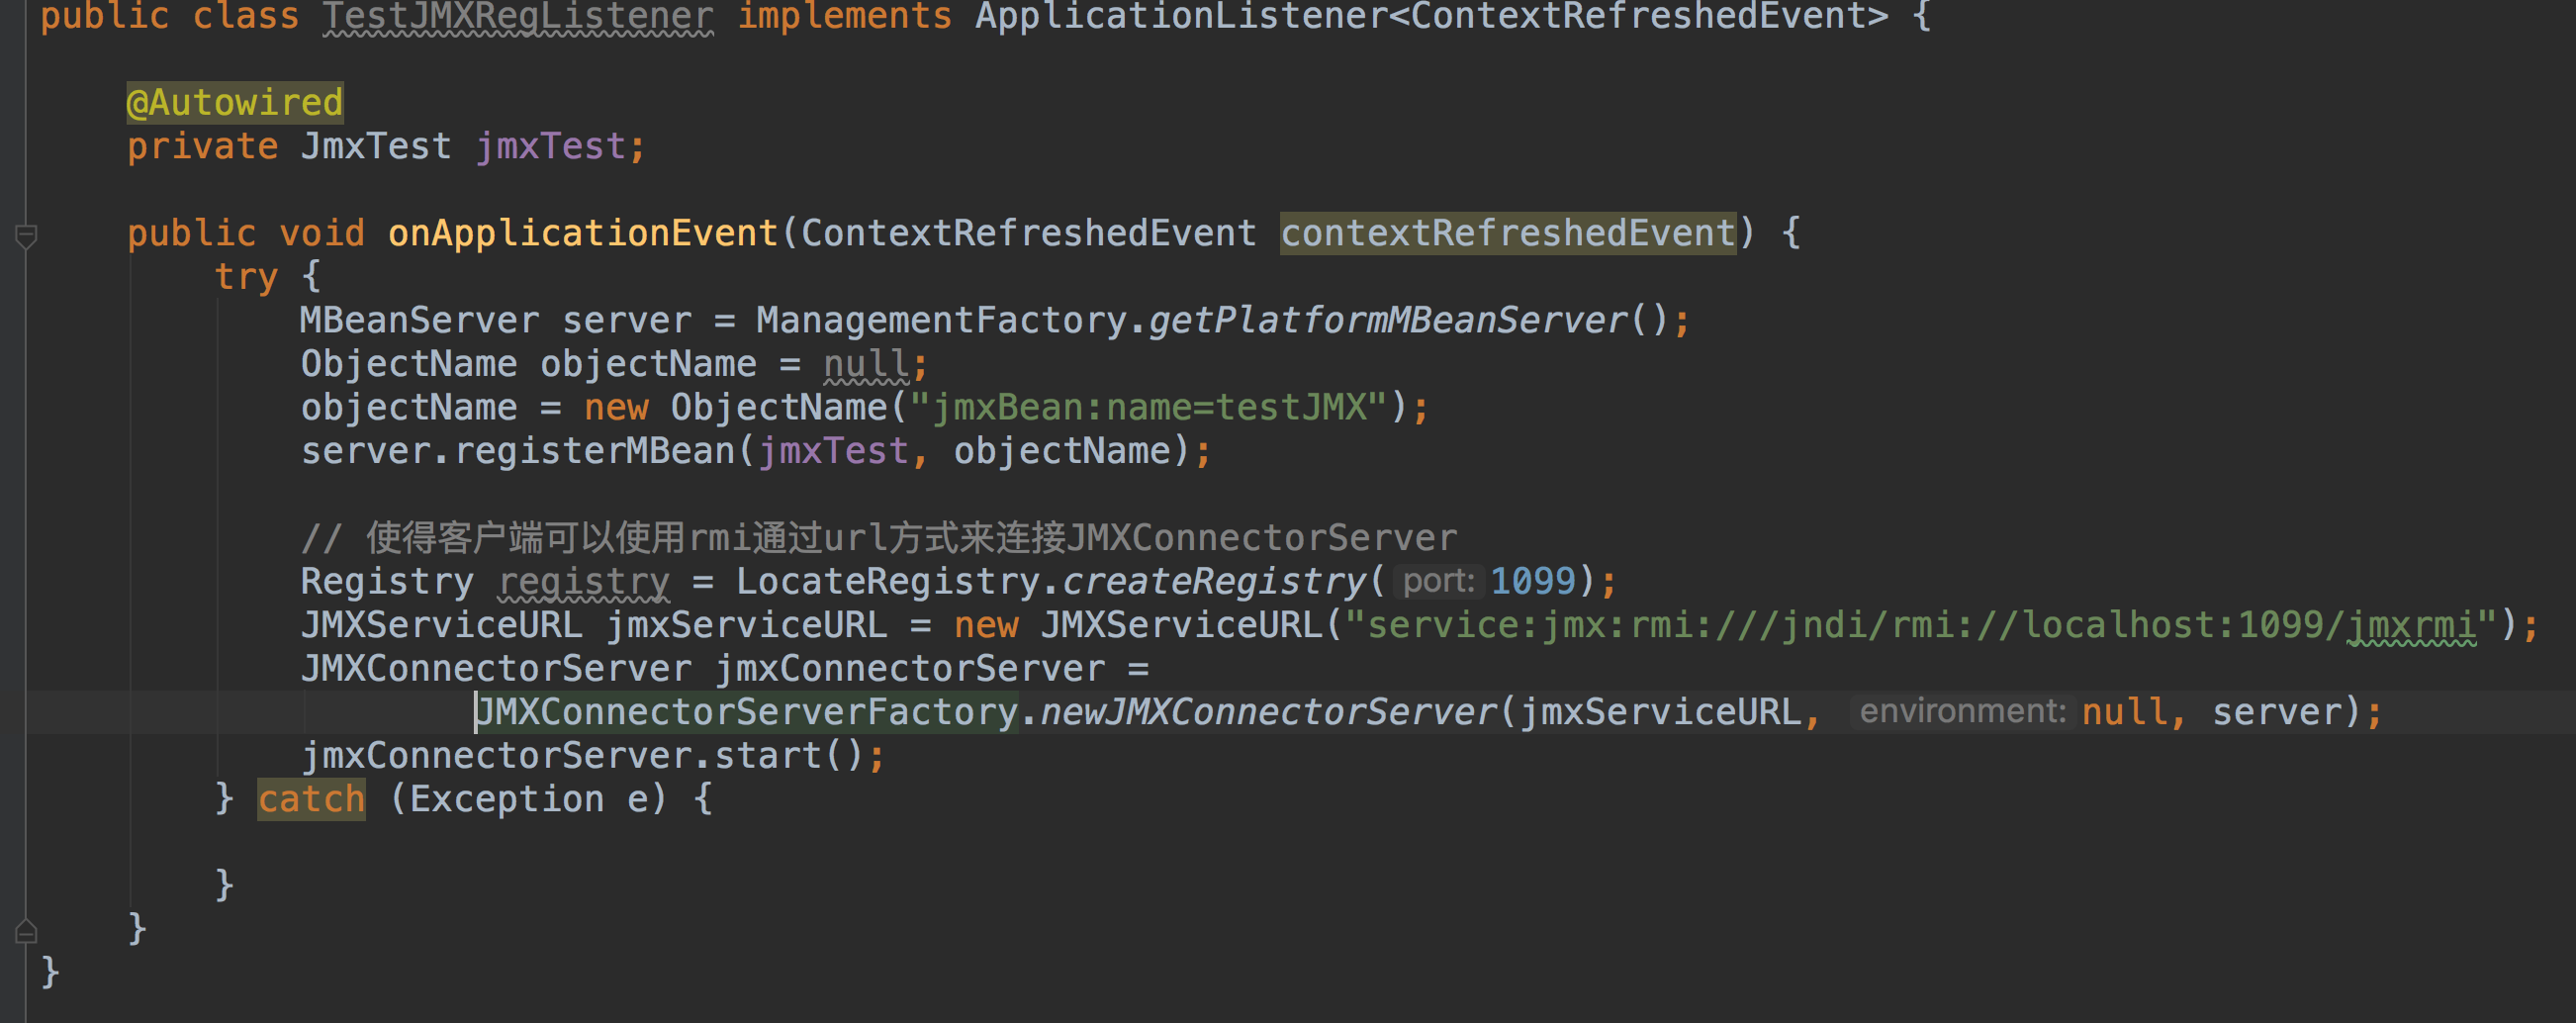 public class TestJMXRegListener implements ApplicationListener<ContextRefreshedEvent> {
@Autowired
private JmxTest jmxTest;
public void onApplicationEvent(ContextRefreshedEvent contextRefreshedEvent) {
try {
MBeanServer server = ManagementFactory.getPlatformMBeanServer();
ObjectName objectName = null;
objectName = new ObjectName("jmxBean:name=testJMX");
server.registerMBean(jmxTest, objectName);
// 使得客户端可以使用rmi通过url方式来连接JMXConnectorServer
Registry registry = LocateRegistry.createRegistry( port: 1099);
JMXServiceURL jmxServiceURL = new JMXServiceURL("service:jmx:rmi:///jndi/rmi://localhost:1099/jmxrmi");
JMXConnectorServer jmxConnectorServer =
JMXConnectorServerFactory.newJMXConnectorServer(jmxServiceURL, environment: null, server);
jmxConnectorServer.start();
} catch (Exception e) {
}
}
}